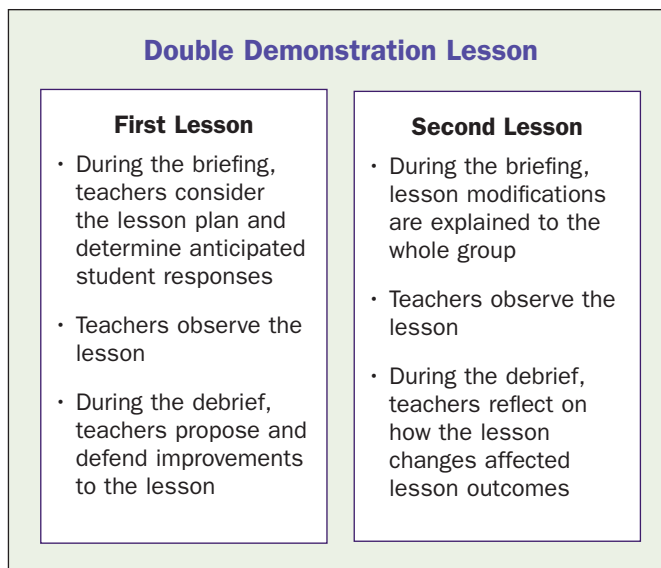 Double Demonstration Lesson
First Lesson
· During the briefing,
teachers consider
the lesson plan and
determine anticipated
student responses
· Teachers observe the
lesson
· During the debrief,
teachers propose and
defend improvements
to the lesson
Second Lesson
· During the briefing,
lesson modifications
are explained to the
whole group
· Teachers observe the
lesson
· During the debrief,
teachers reflect on
how the lesson
changes affected
lesson outcomes